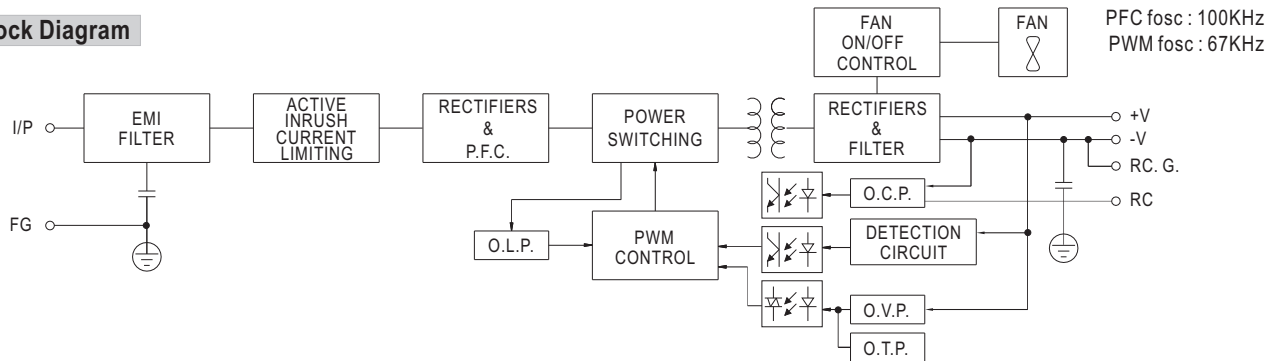 ock Diagram
PFC fosc : 100KHz
PWM fosc : 67KHz
FAN
ON/OFF
CONTROL
FAN
I/P
EMI
FILTER
ACTIVE
INRUSH
CURRENT
LIMITING
RECTIFIERS
&
P.F.C.
POWER
SWITCHING
RECTIFIERS
&
FILTER
+V
-V
RC. G.
RC
FG
O.L.P.
PWM
CONTROL
O.C.P.
DETECTION
CIRCUIT
O.V.P.
O.T.P.